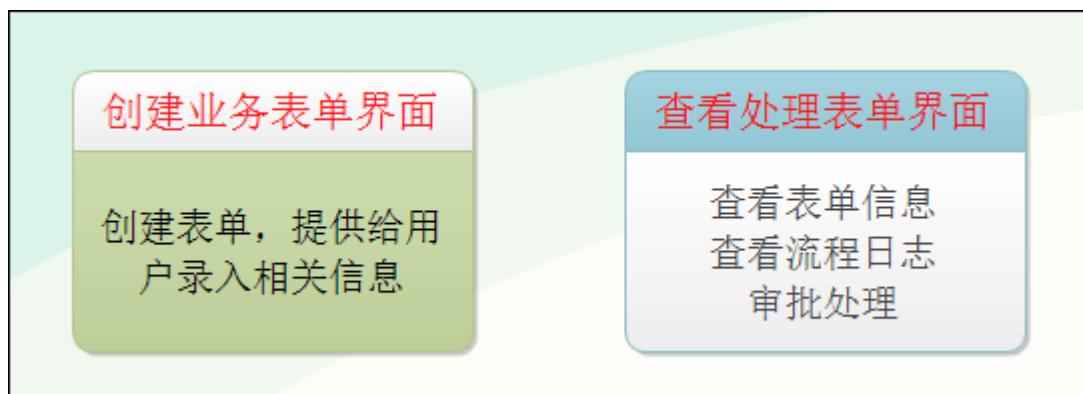 创建业务表单界面
创建表单，提供给用
户录入相关信息
查看处理表单界面
查看表单信息
查看流程日志
审批处理